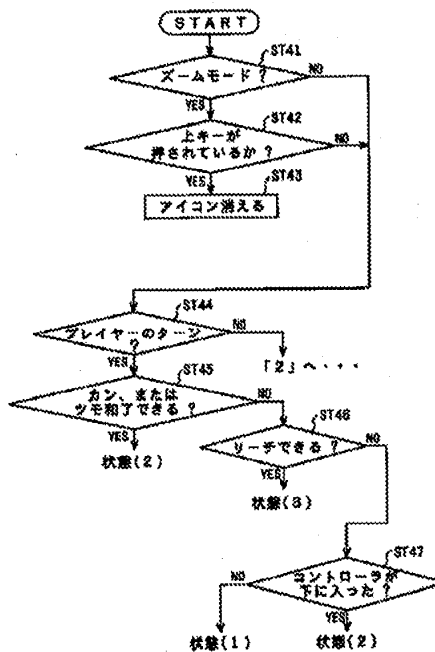 START
ST41
ズームモード?
NO
YES
ST42
上キーが
押されているか?
NO
YES
ST43
アイコン消える
ST44
プレイヤーのターン
?
NO
YES
「2」へ・・・
ST45
カン、または
ツモ和了できる?
NO
YES
状態(2)
ST46
リーチできる?
NO
YES
状態(3)
ST47
コントローラが
下に入った?
NO
YES
状態(1)
状態(2)